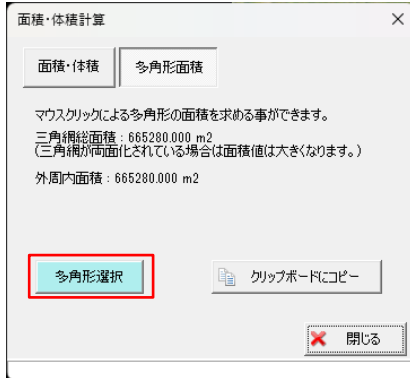 面積・体積計算
面積・体積 多角形面積
マウスクリックによる多角形の面積を求める事ができます。
三角網総面積 : 665280.000 m2
(三角網が両面化されている場合は面積値は大きくなります。)
外周内面積 : 665280.000 m2
多角形選択 クリップボードにコピー
閉じる